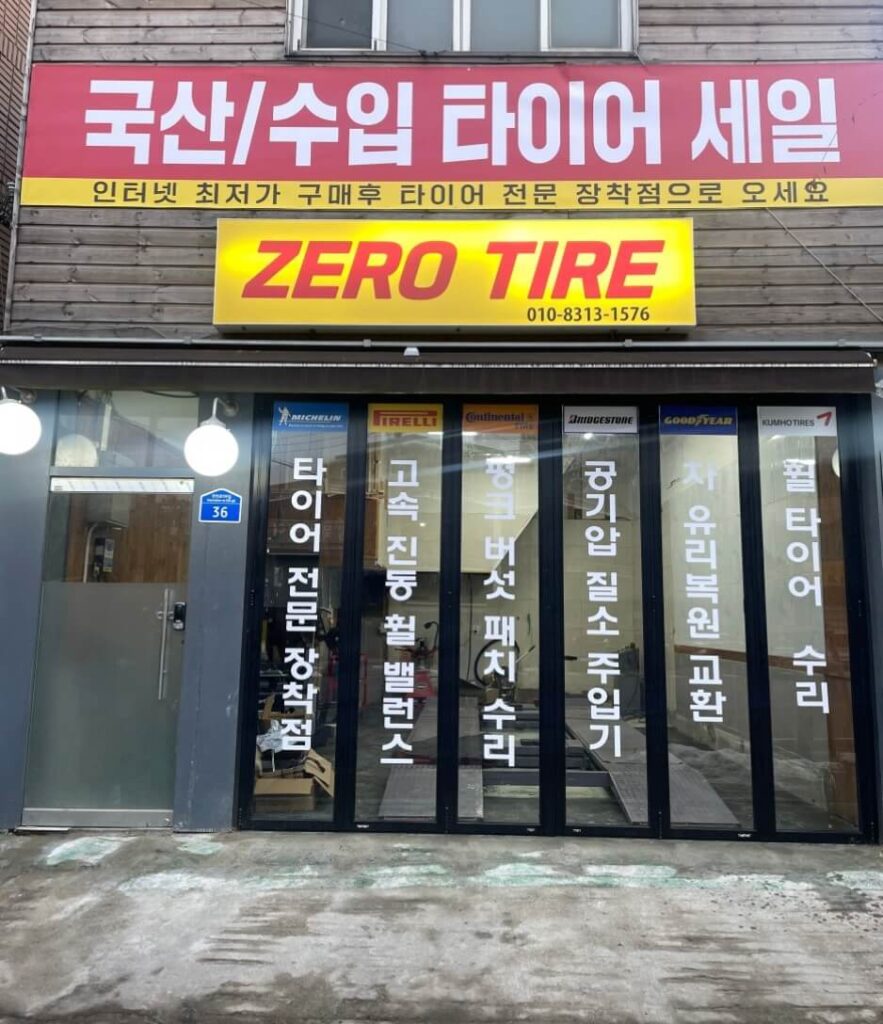 국산/수입 타이어 세일
인터넷 최저가 구매후 타이어 전문 장착점으로 오세요
ZERO TIRE
010-8313-1576
MICHELIN
PIRELLI
Continental
BRIDGESTONE
GOODYEAR
KUMHO TIRES
타이어 전문 장착점
고속 진동 휠 밸런스
펑크 버섯 패치 수리
공기압 질소 주입기
차 유리복원 교환
휠 타이어 수리
36